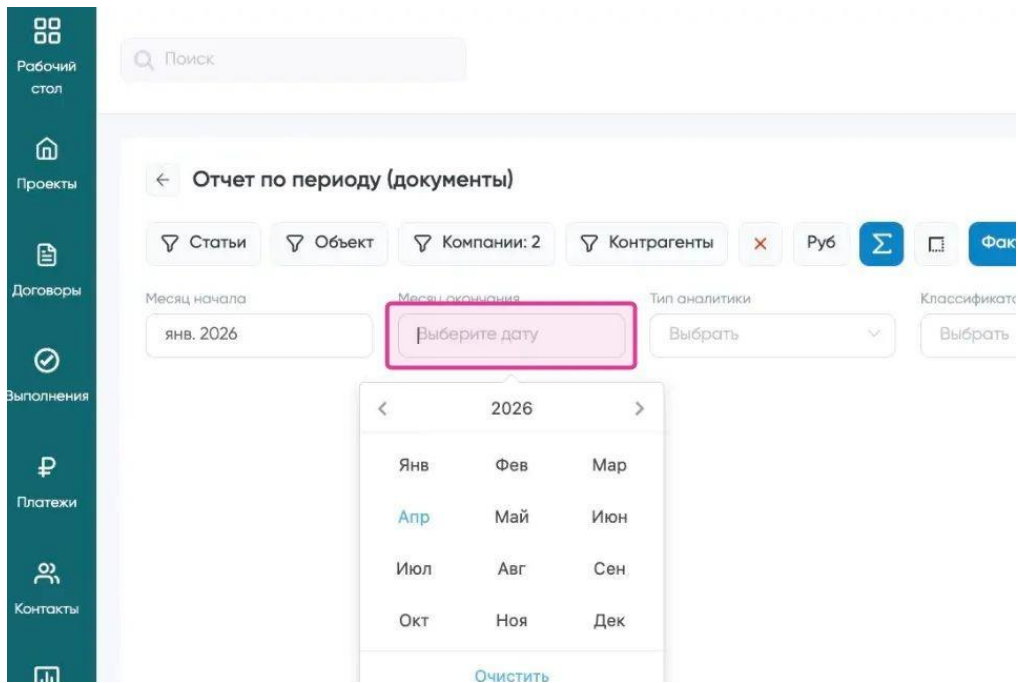 Рабочий
стол
Проекты
Договоры
Выполнения
₽
Платежи
Контакты
Поиск
← Отчет по периоду (документы)
Статьи Объект Компании: 2 Контрагенты × Руб Σ
Месяц начала Месяц окончания Тип аналитики
янв. 2026 Выберите дату Выбрать Выбрать
< 2026 >
Янв Фев Мар
Апр Май Июн
Июл Авг Сен
Окт Ноя Дек
Очистить